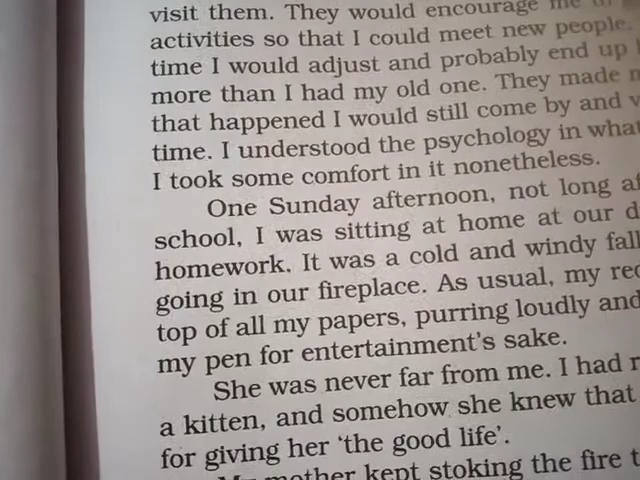 visit them. They would encourage me
activities so that I could meet new people.
time I would adjust and probably end up
more than I had my old one. They made
that happened I would still come by and
time. I understood the psychology in what
I took some comfort in it nonetheless.
One Sunday afternoon, not long
school, I was sitting at home at our
homework. It was a cold and windy fall
going in our fireplace. As usual, my
top of all my papers, purring loudly and
my pen for entertainment's sake.
She was never far from me. I had
a kitten, and somehow she knew that
for giving her 'the good life'.
mother kept stoking the fire